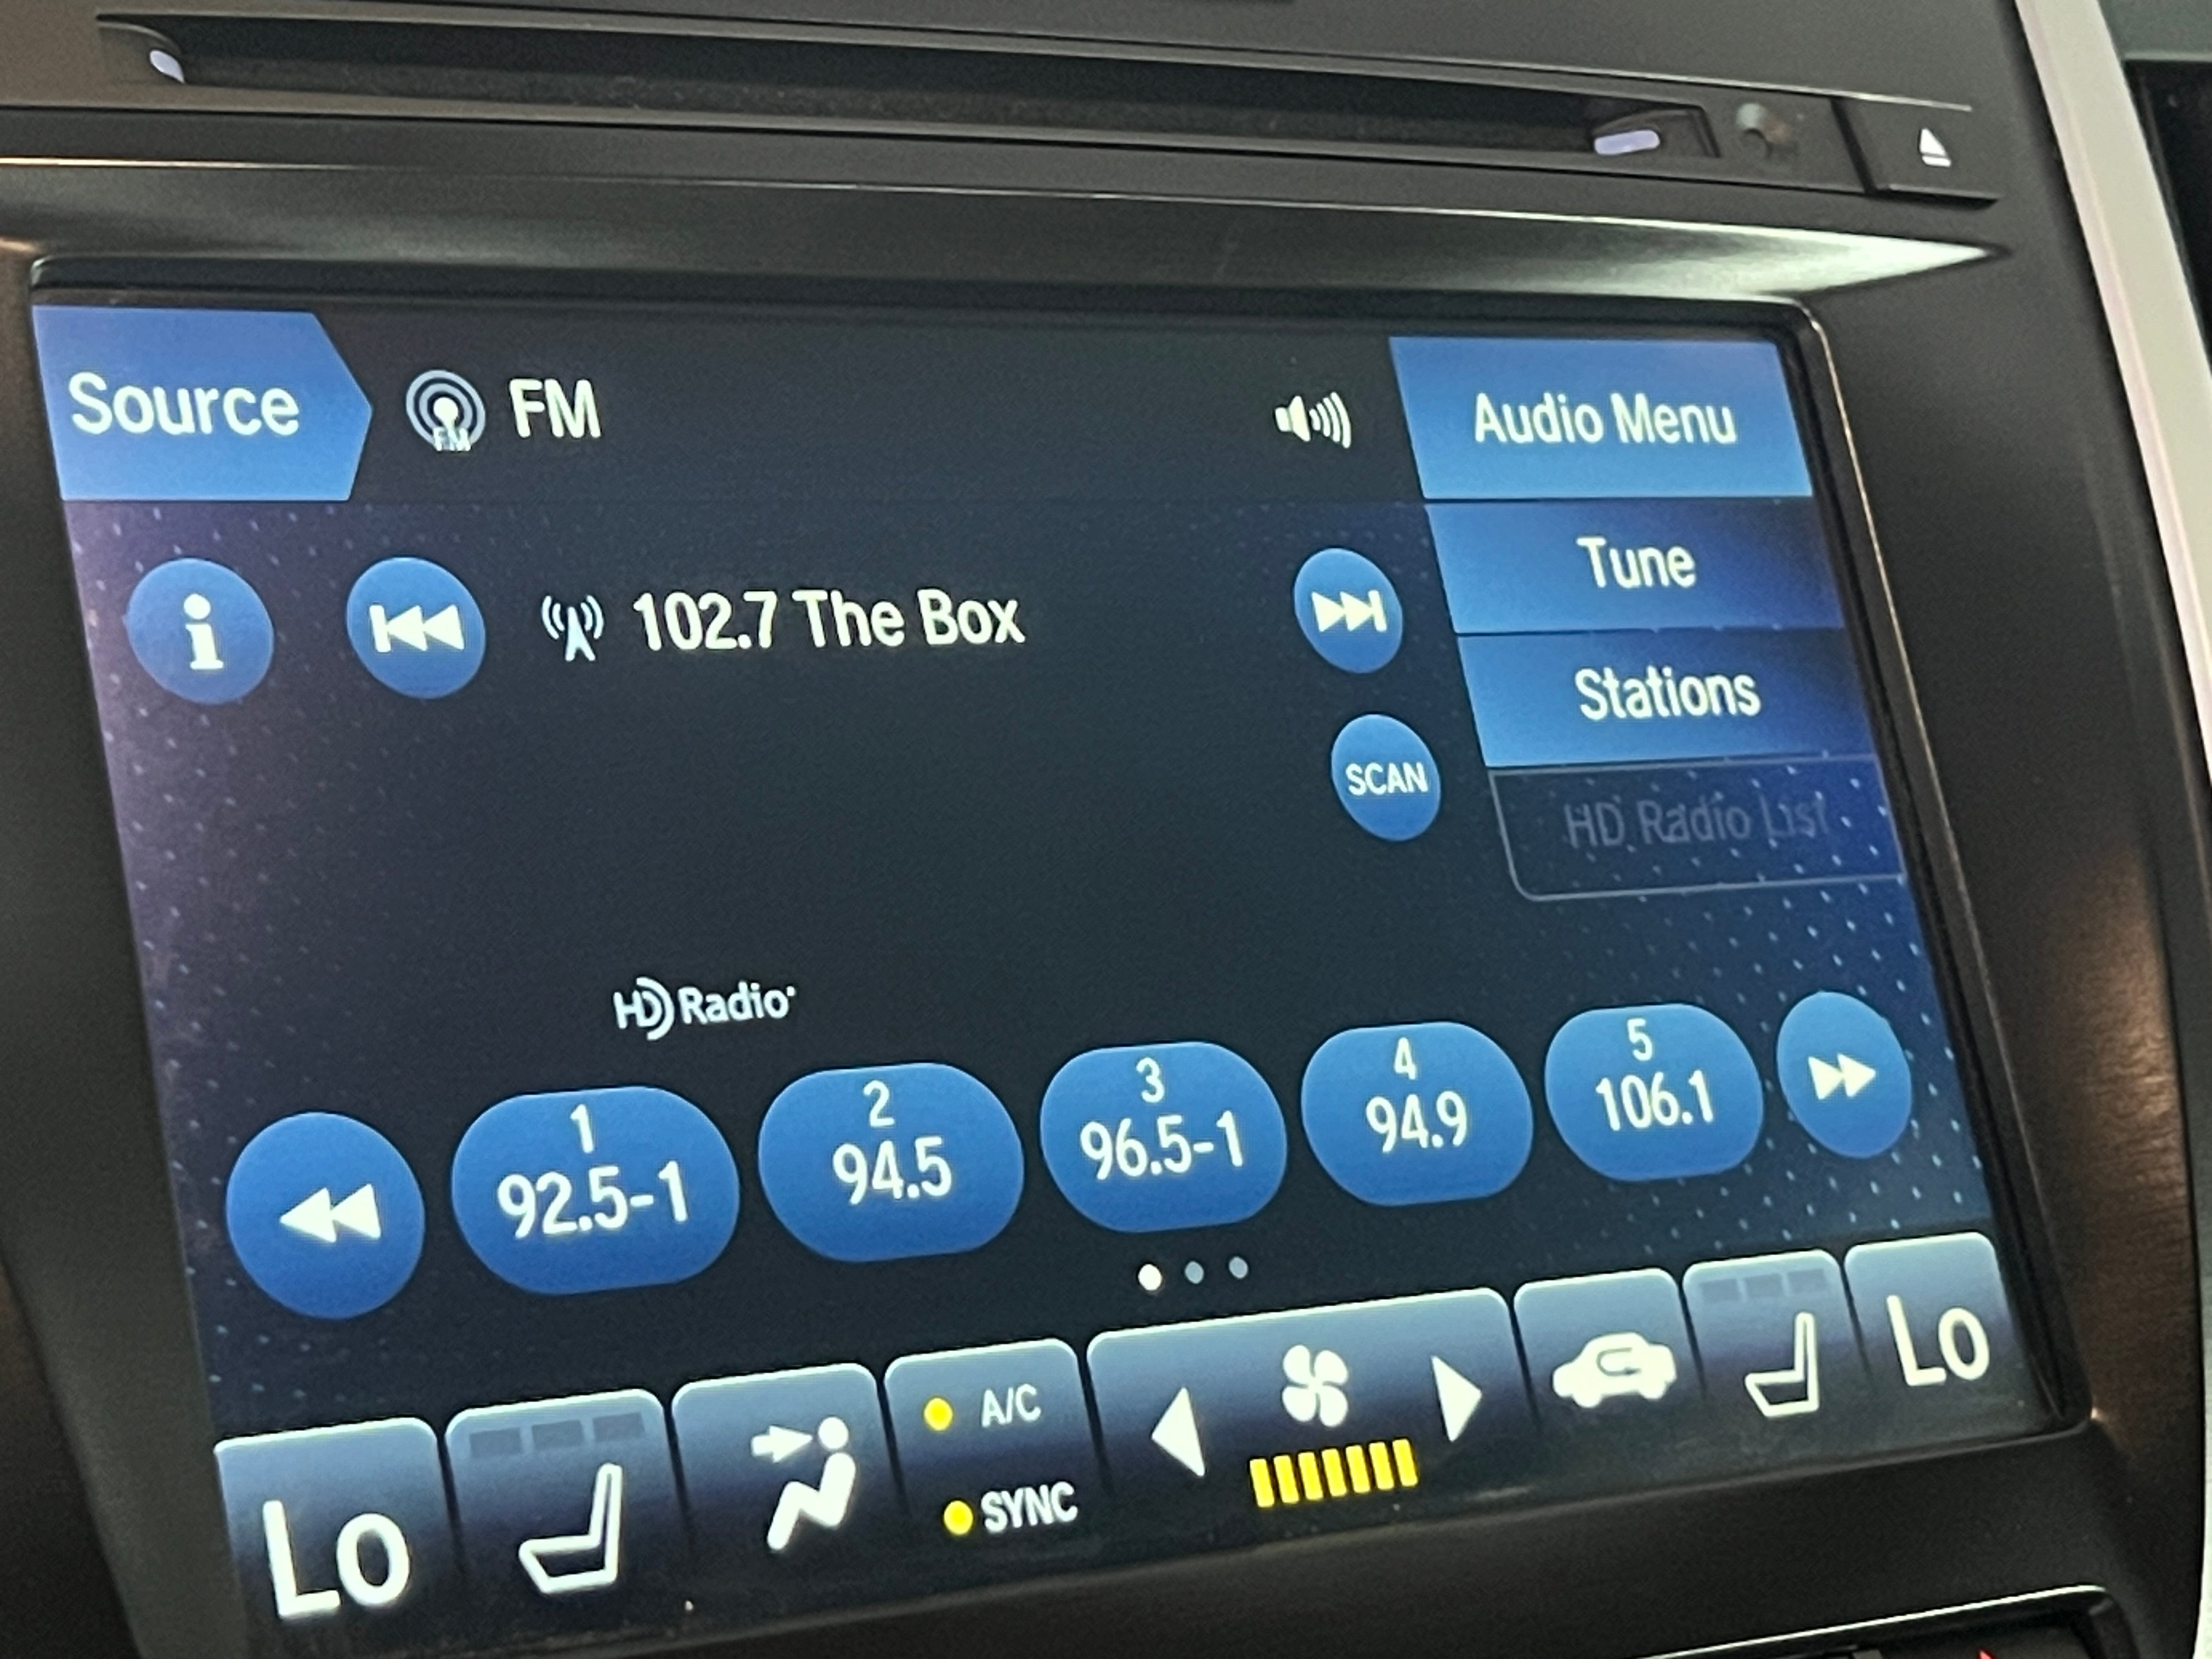 Source
FM
FM
Audio Menu
102.7 The Box
Tune
Stations
SCAN
HD Radio List
HD Radio
1
92.5-1
2
94.5
3
96.5-1
4
94.9
5
106.1
Lo
A/C
SYNC
Lo